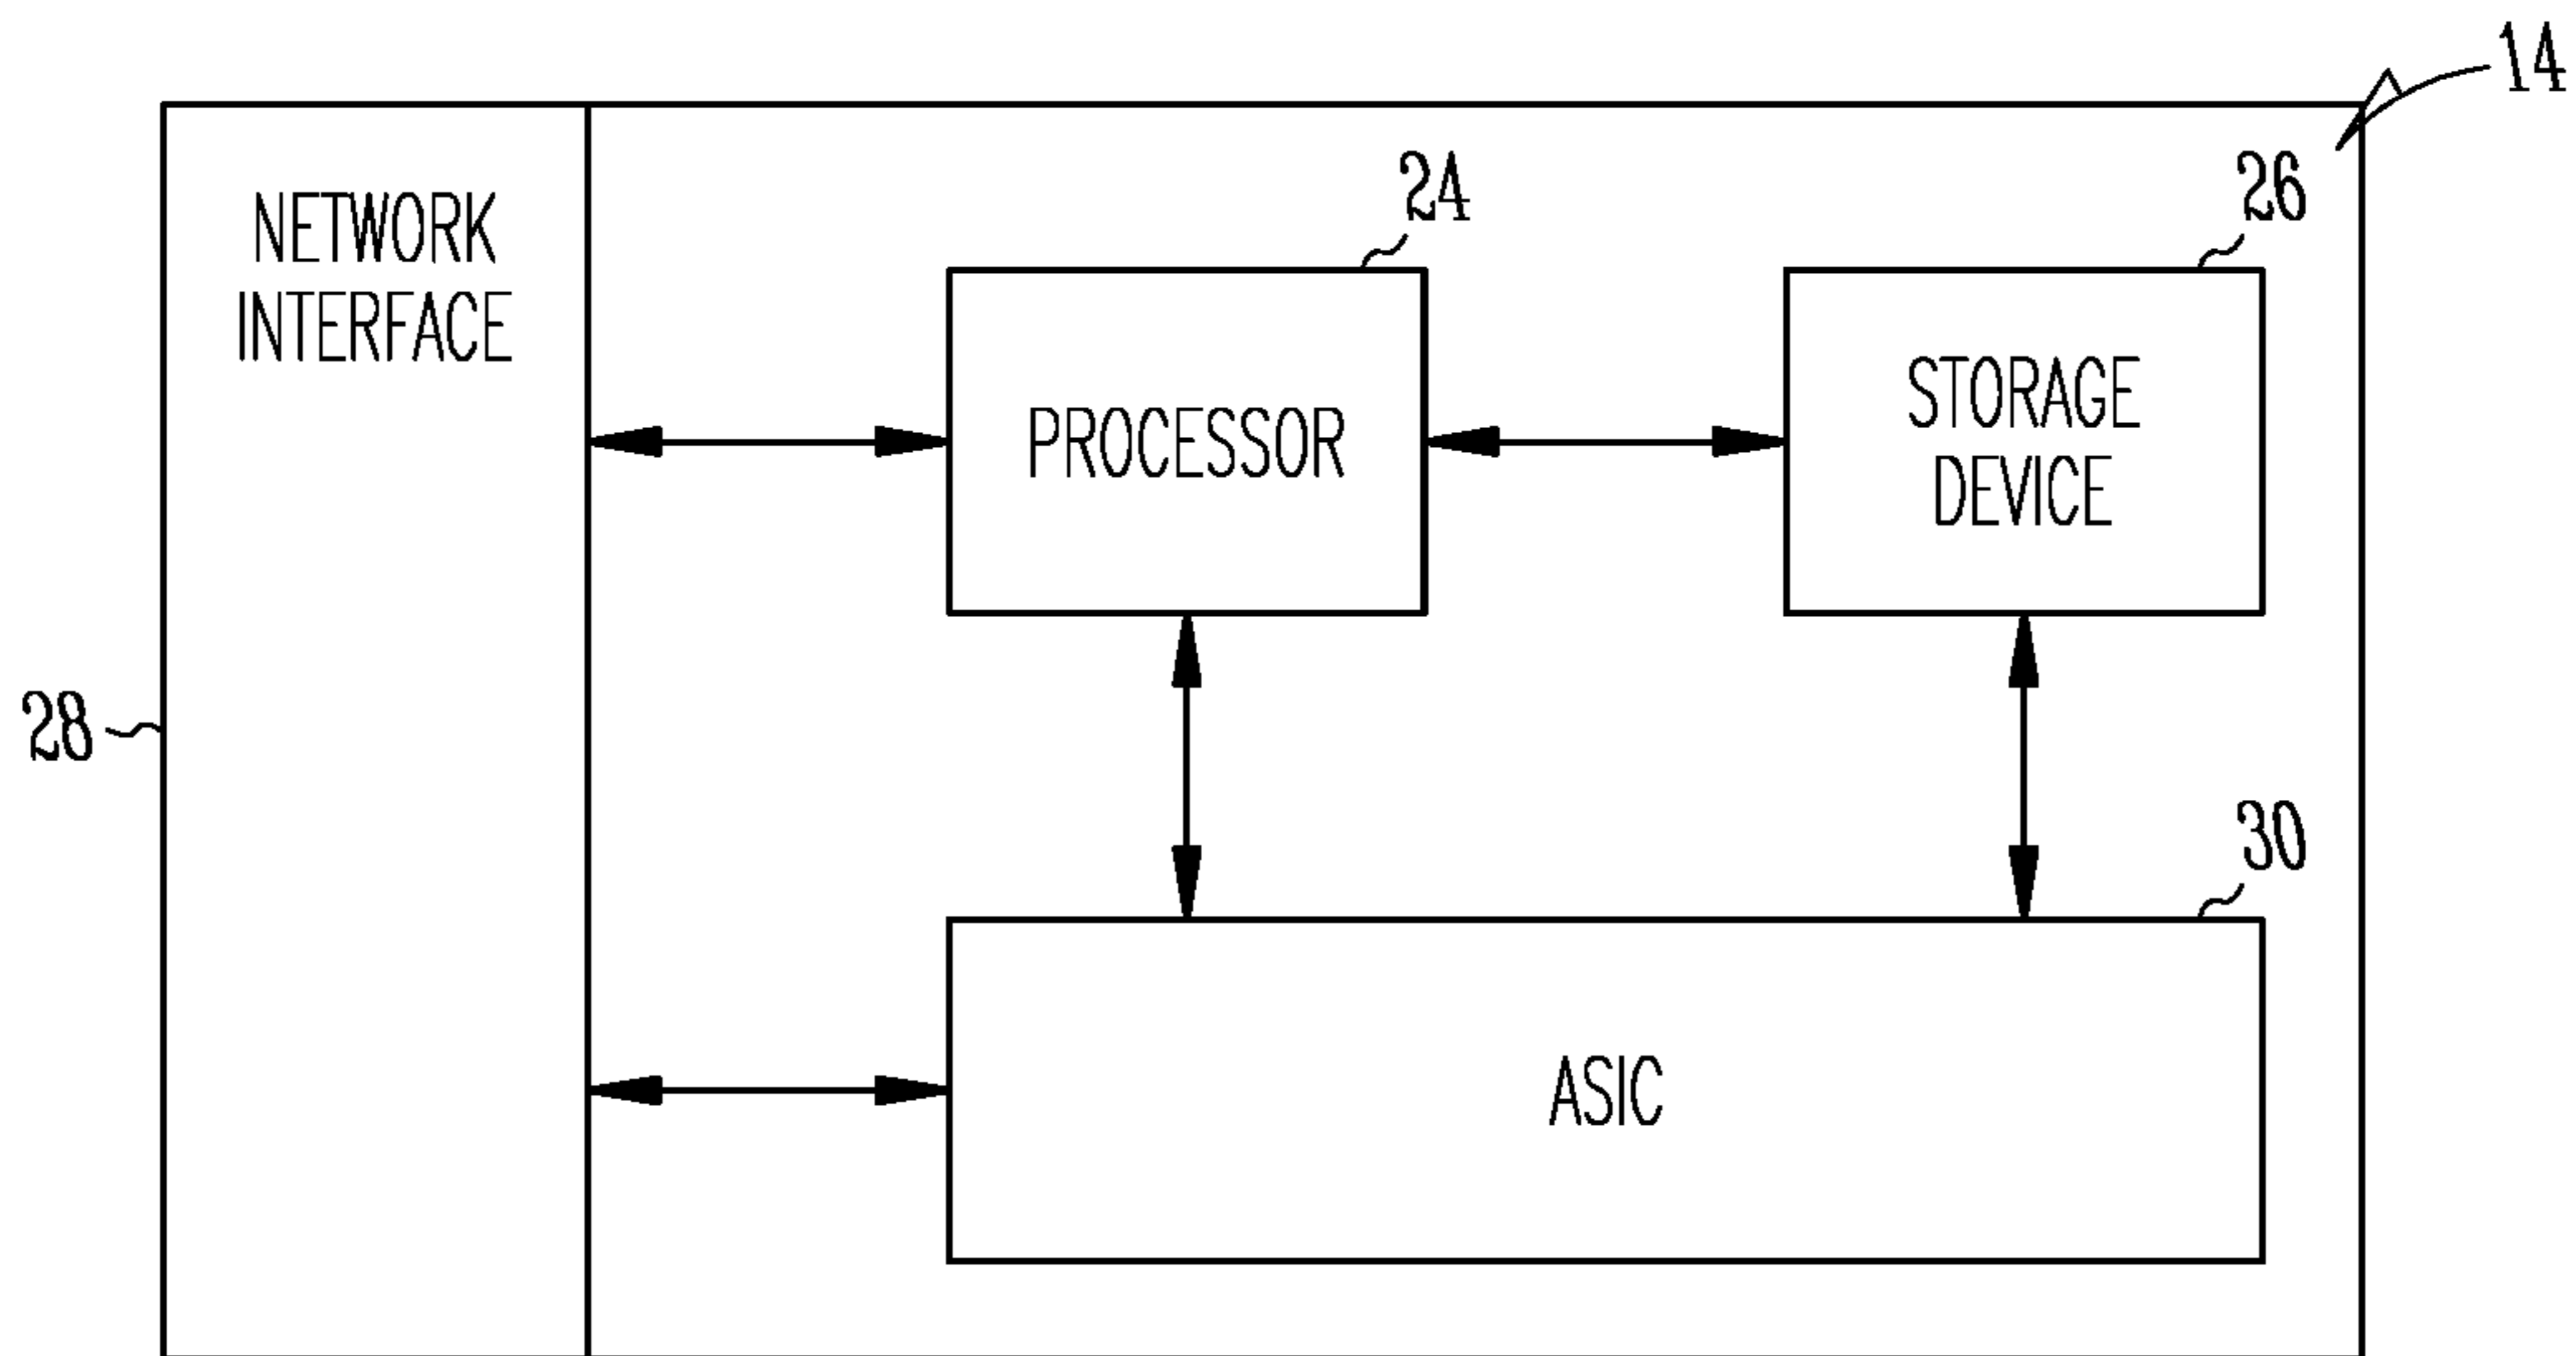 14
24
26
NETWORK
INTERFACE
PROCESSOR
STORAGE
DEVICE
28
30
ASIC